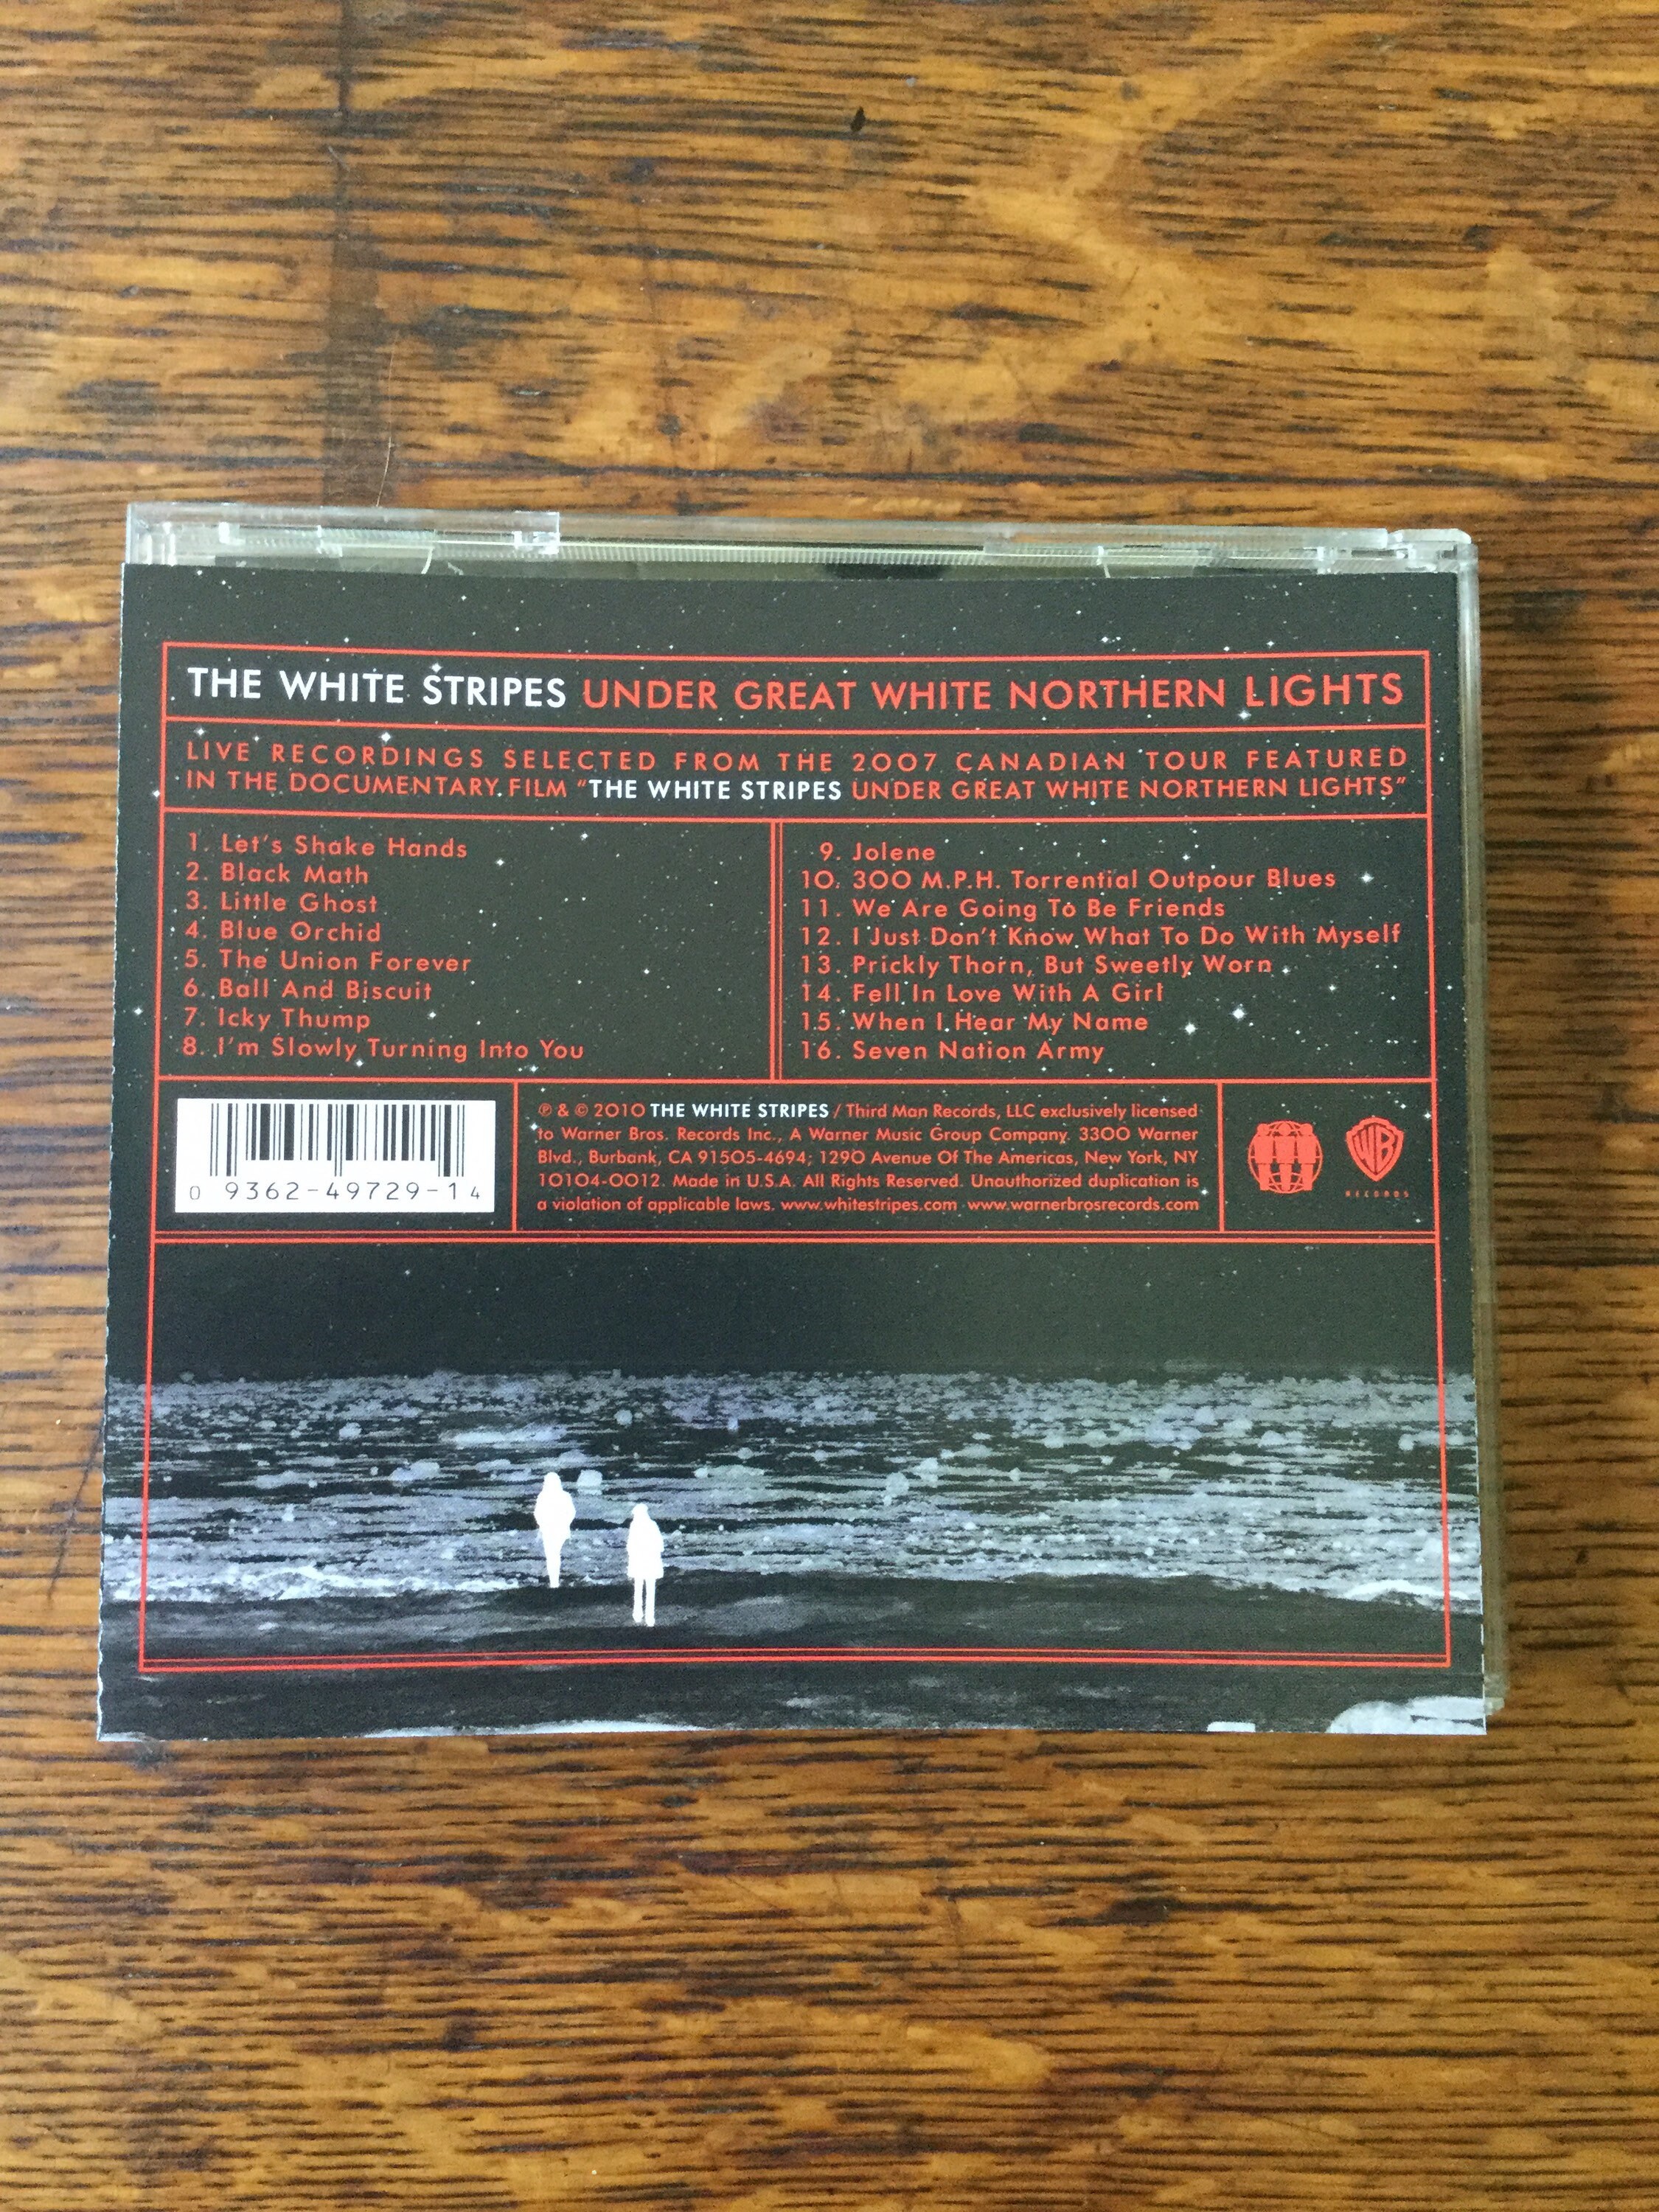 THE WHITE STRIPES UNDER GREAT WHITE NORTHERN LIGHTS
LIVE RECORDINGS SELECTED FROM THE 2007 CANADIAN TOUR FEATURED
IN THE DOCUMENTARY FILM "THE WHITE STRIPES UNDER GREAT WHITE NORTHERN LIGHTS"
1. Let's Shake Hands
2. Black Math
3. Little Ghost
4. Blue Orchid
5. The Union Forever
6. Ball And Biscuit
7. Icky Thump
8. I'm Slowly Turning Into You
9. Jolene
10. 300 M.P.H. Torrential Outpour Blues
11. We Are Going To Be Friends
12. I Just Don't Know What To Do With Myself
13. Prickly Thorn, But Sweetly Worn
14. Fell In Love With A Girl
15. When I Hear My Name
16. Seven Nation Army
0 9362-49729-1 4
℗ & © 2010 THE WHITE STRIPES / Third Man Records, LLC exclusively licensed
to Warner Bros. Records Inc., A Warner Music Group Company. 3300 Warner
Blvd., Burbank, CA 91505-4694; 1290 Avenue Of The Americas, New York, NY
10104-0012. Made in U.S.A. All Rights Reserved. Unauthorized duplication is
a violation of applicable laws. www.whitestripes.com www.warnerbrosrecords.com
WB
RECORDS